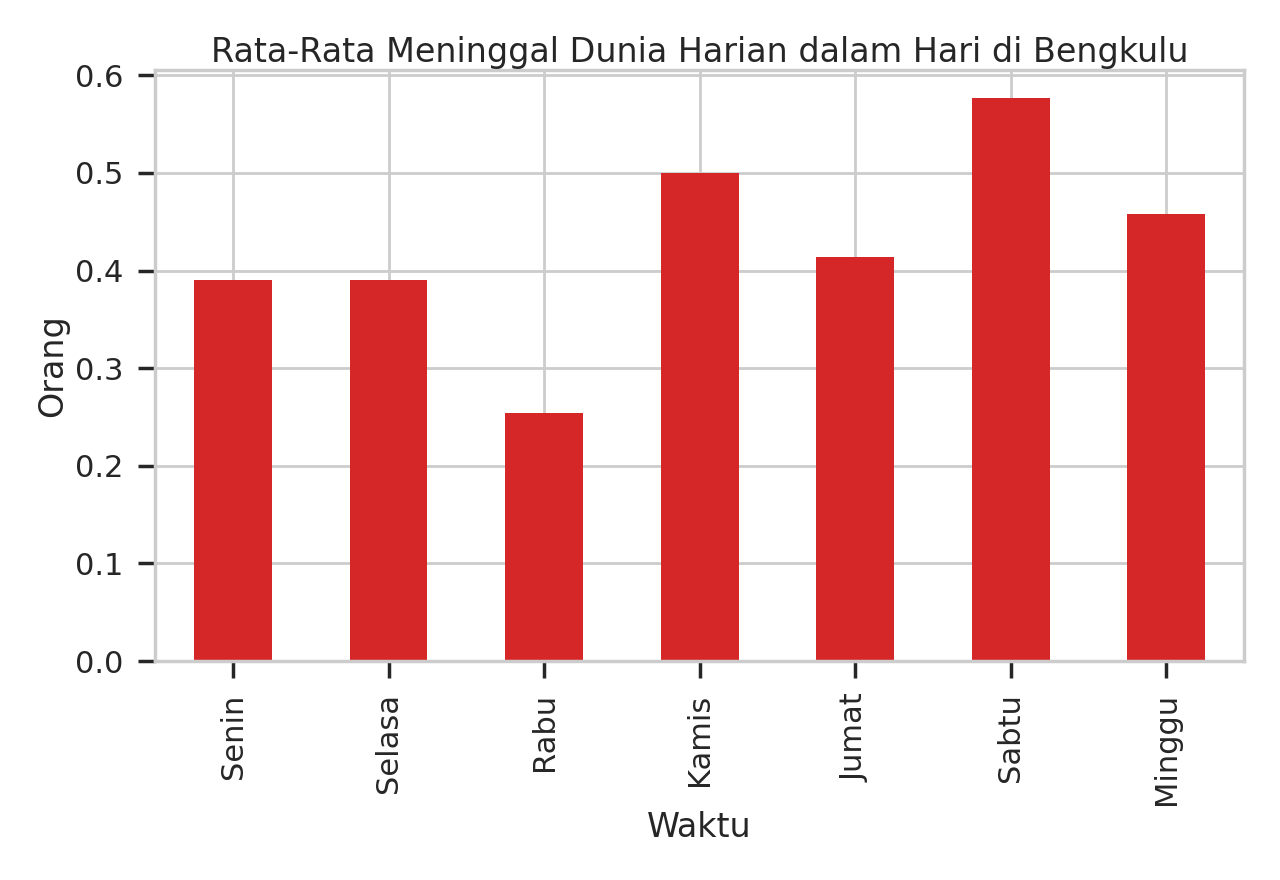 Rata-Rata Meninggal Dunia Harian dalam Hari di Bengkulu
0.6
0.5
0.4
0.3
0.2
0.1
0.0
Orang
Senin
Selasa
Rabu
Kamis
Jumat
Sabtu
Minggu
Waktu